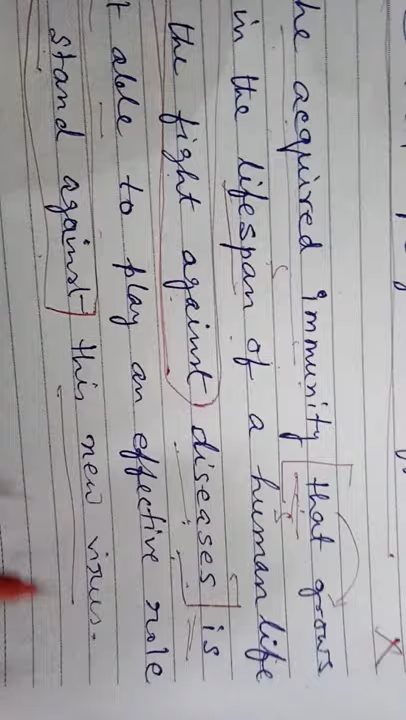 he acquired immunity that grows
in the lifespan of a human life
the fight against diseases is
t able to play an effective role
stand against this new virus.